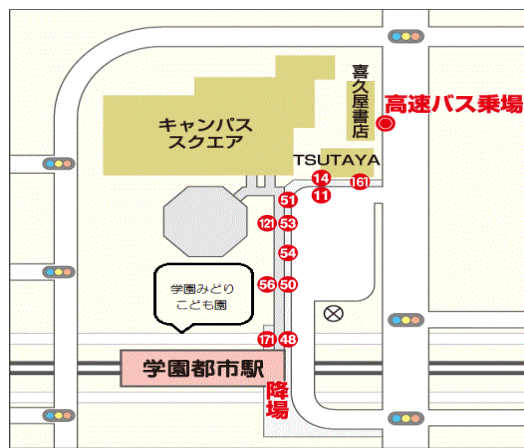 喜久屋書店
高速バス乗場
キャンパス
スクエア
TSUTAYA
14
161
11
51
121
53
54
学園みどり
こども園
56
50
171
48
学園都市駅
降場